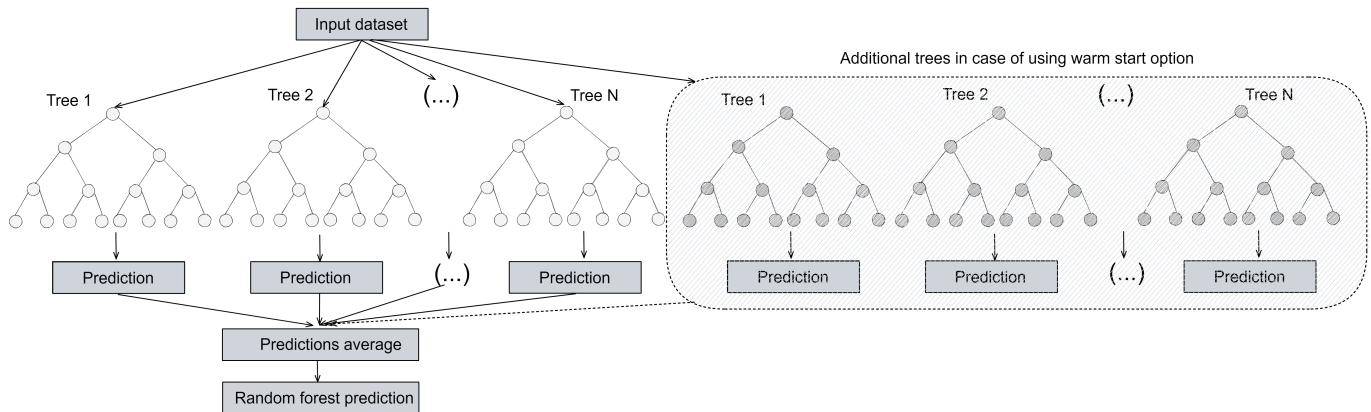 Input dataset
Additional trees in case of using warm start option
Tree 1
Tree 2
(...)
Tree N
Tree 1
Tree 2
(...)
Tree N
Prediction
Prediction
(...)
Prediction
Prediction
Prediction
(...)
Prediction
Predictions average
Random forest prediction